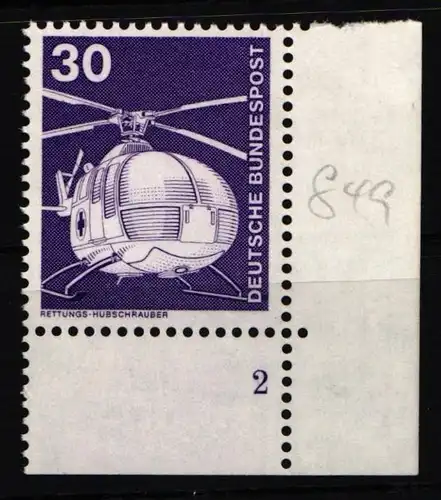 30
DEUTSCHE BUNDESPOST
RETTUNGS-HUBSCHRAUBER
849
2